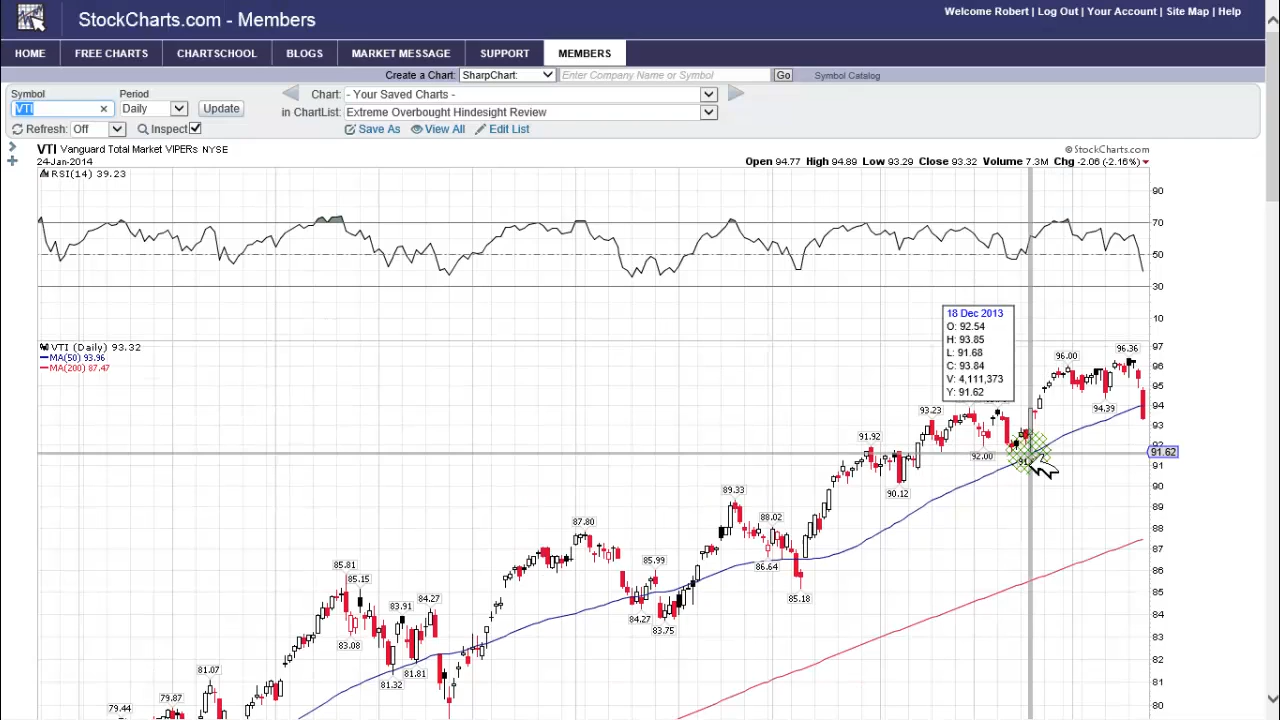 StockCharts.com - Members
Welcome Robert | Log Out | Your Account | Site Map | Help
HOME FREE CHARTS CHARTSCHOOL BLOGS MARKET MESSAGE SUPPORT MEMBERS
Create a Chart: SharpChart: Enter Company Name or Symbol Go Symbol Catalog
Symbol Period Chart: - Your Saved Charts -
VTI x Daily Update in ChartList: Extreme Overbought Hindsight Review
Refresh: Off Inspect Save As View All Edit List
VTI Vanguard Total Market VIPERs NYSE © StockCharts.com
24-Jan-2014 Open 94.77 High 94.89 Low 93.29 Close 93.32 Volume 7.3M Chg -2.06 (-2.16%)
RSI(14) 39.23
90
70
50
30
10
18 Dec 2013
O: 92.54
H: 93.85
L: 91.68
C: 93.84
V: 4,111,373
Y: 91.62
VTI (Daily) 93.32
MA(50) 93.96
MA(200) 87.47
97
96
95
94
93
92
91.62
91
90
89
88
87
86
85
84
83
82
81
80
96.36
96.00
94.39
93.23
92.00
91.92
90.12
89.33
88.02
87.80
86.64
85.99
85.18
85.81
85.15
84.27
83.75
83.91
84.27
83.08
81.81
81.32
81.07
79.87
79.44